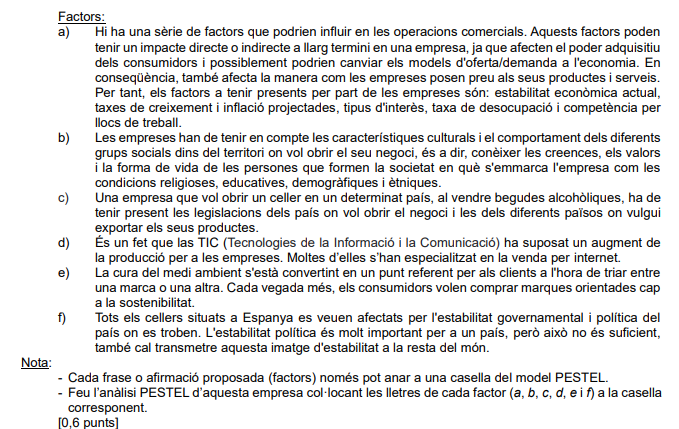 Factors:
a) Hi ha una sèrie de factors que podrien influir en les operacions comercials. Aquests factors poden
tenir un impacte directe o indirecte a llarg termini en una empresa, ja que afecten el poder adquisitiu
dels consumidors i possiblement podrien canviar els models d'oferta/demanda a l'economia. En
conseqüència, també afecta la manera com les empreses posen preu als seus productes i serveis.
Per tant, els factors a tenir presents per part de les empreses són: estabilitat econòmica actual,
taxes de creixement i inflació projectades, tipus d'interès, taxa de desocupació i competència per
llocs de treball.
b) Les empreses han de tenir en compte les característiques culturals i el comportament dels diferents
grups socials dins del territori on vol obrir el seu negoci, és a dir, conèixer les creences, els valors
i la forma de vida de les persones que formen la societat en què s'emmarca l'empresa com les
condicions religioses, educatives, demogràfiques i ètniques.
c) Una empresa que vol obrir un celler en un determinat país, al vendre begudes alcohòliques, ha de
tenir present les legislacions dels país on vol obrir el negoci i les dels diferents països on vulgui
exportar els seus productes.
d) És un fet que las TIC (Tecnologies de la Informació i la Comunicació) ha suposat un augment de
la producció per a les empreses. Moltes d'elles s'han especialitzat en la venda per internet.
e) La cura del medi ambient s'està convertint en un punt referent per als clients a l'hora de triar entre
una marca o una altra. Cada vegada més, els consumidors volen comprar marques orientades cap
a la sostenibilitat.
f) Tots els cellers situats a Espanya es veuen afectats per l'estabilitat governamental i política del
país on es troben. L'estabilitat política és molt important per a un país, però això no és suficient,
també cal transmetre aquesta imatge d'estabilitat a la resta del món.
Nota:
- Cada frase o afirmació proposada (factors) només pot anar a una casella del model PESTEL.
- Feu l'anàlisi PESTEL d'aquesta empresa col·locant les lletres de cada factor (a, b, c, d, e i f) a la casella
corresponent.
[0,6 punts]